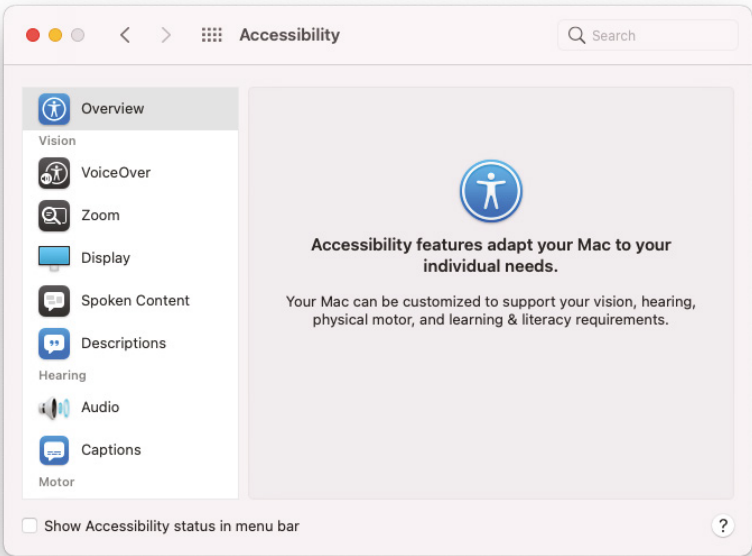 Accessibility
Search
Overview
Vision
VoiceOver
Zoom
Display
Spoken Content
Descriptions
Hearing
Audio
Captions
Motor
Accessibility features adapt your Mac to your
individual needs.
Your Mac can be customized to support your vision, hearing,
physical motor, and learning & literacy requirements.
Show Accessibility status in menu bar
?